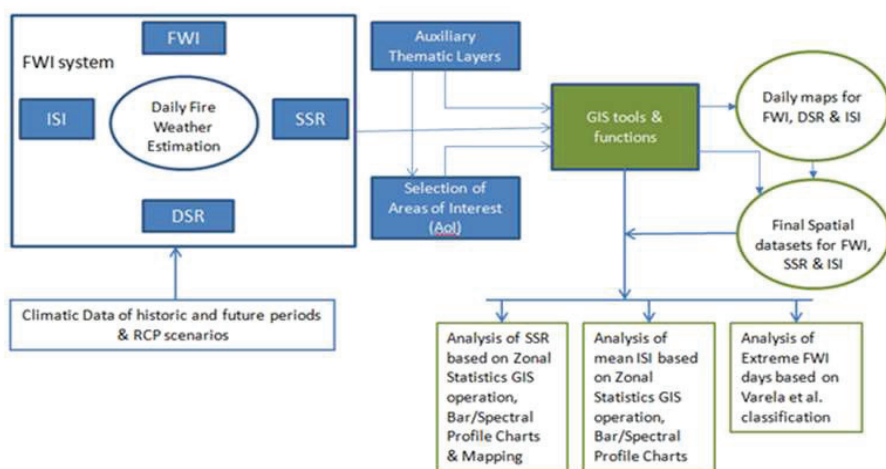 FWI system
FWI
ISI
Daily Fire
Weather
Estimation
SSR
DSR
Climatic Data of historic and future periods
& RCP scenarios
Auxiliary
Thematic Layers
Selection of
Areas of Interest
(AoI)
GIS tools &
functions
Daily maps for
FWI, DSR & ISI
Final Spatial
datasets for FWI,
SSR & ISI
Analysis of SSR
based on Zonal
Statistics GIS
operation,
Bar/Spectral
Profile Charts
& Mapping
Analysis of
mean ISI based
on Zonal
Statistics GIS
operation,
Bar/Spectral
Profile Charts
Analysis of
Extreme FWI
days based on
Varela et al.
classification